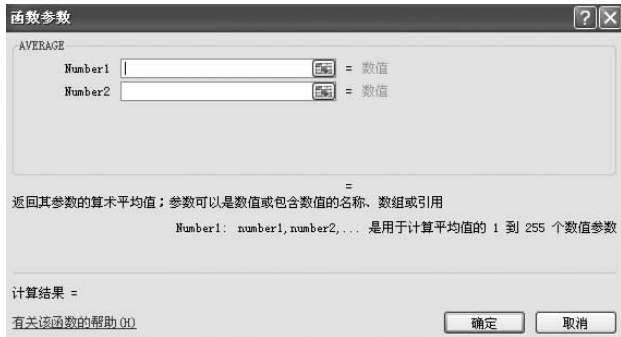 函数参数
AVERAGE
Number1 = 数值
Number2 = 数值
=
返回其参数的算术平均值；参数可以是数值或包含数值的名称、数组或引用
Number1: number1,number2,... 是用于计算平均值的 1 到 255 个数值参数
计算结果 =
有关该函数的帮助(H)
确定 取消